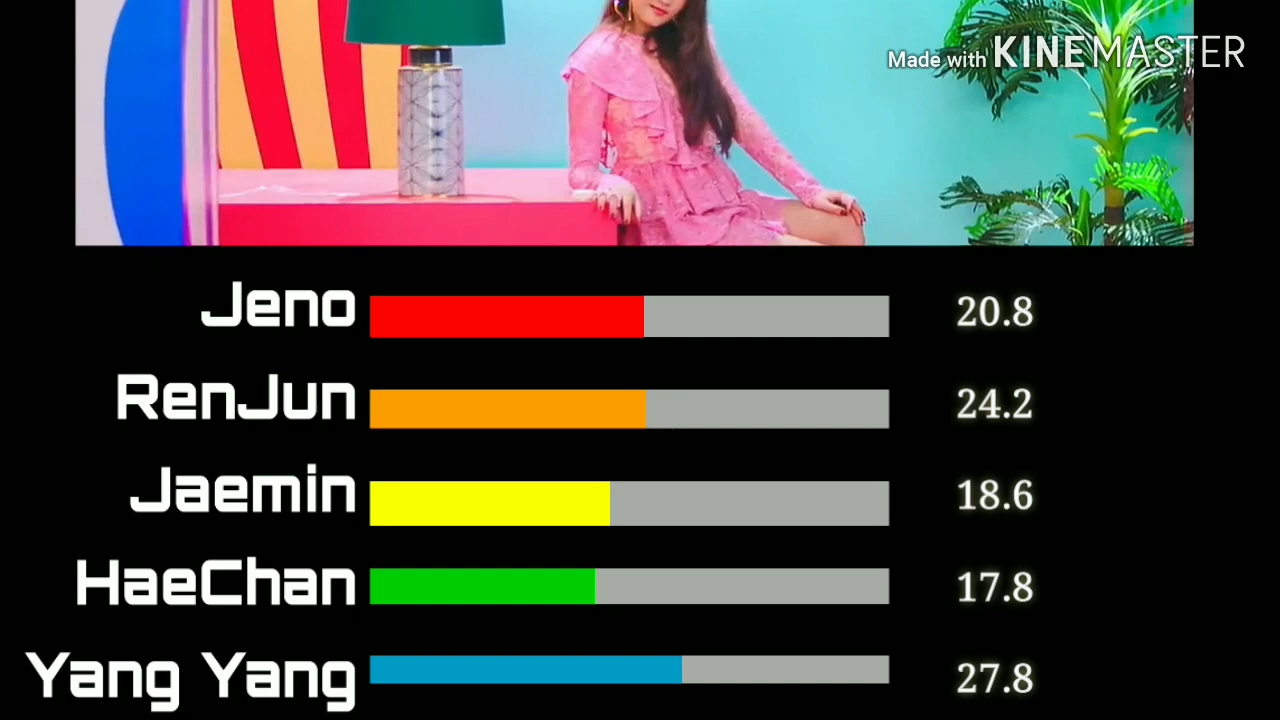 Made with KINEMASTER
Jeno 20.8
RenJun 24.2
Jaemin 18.6
HaeChan 17.8
Yang Yang 27.8